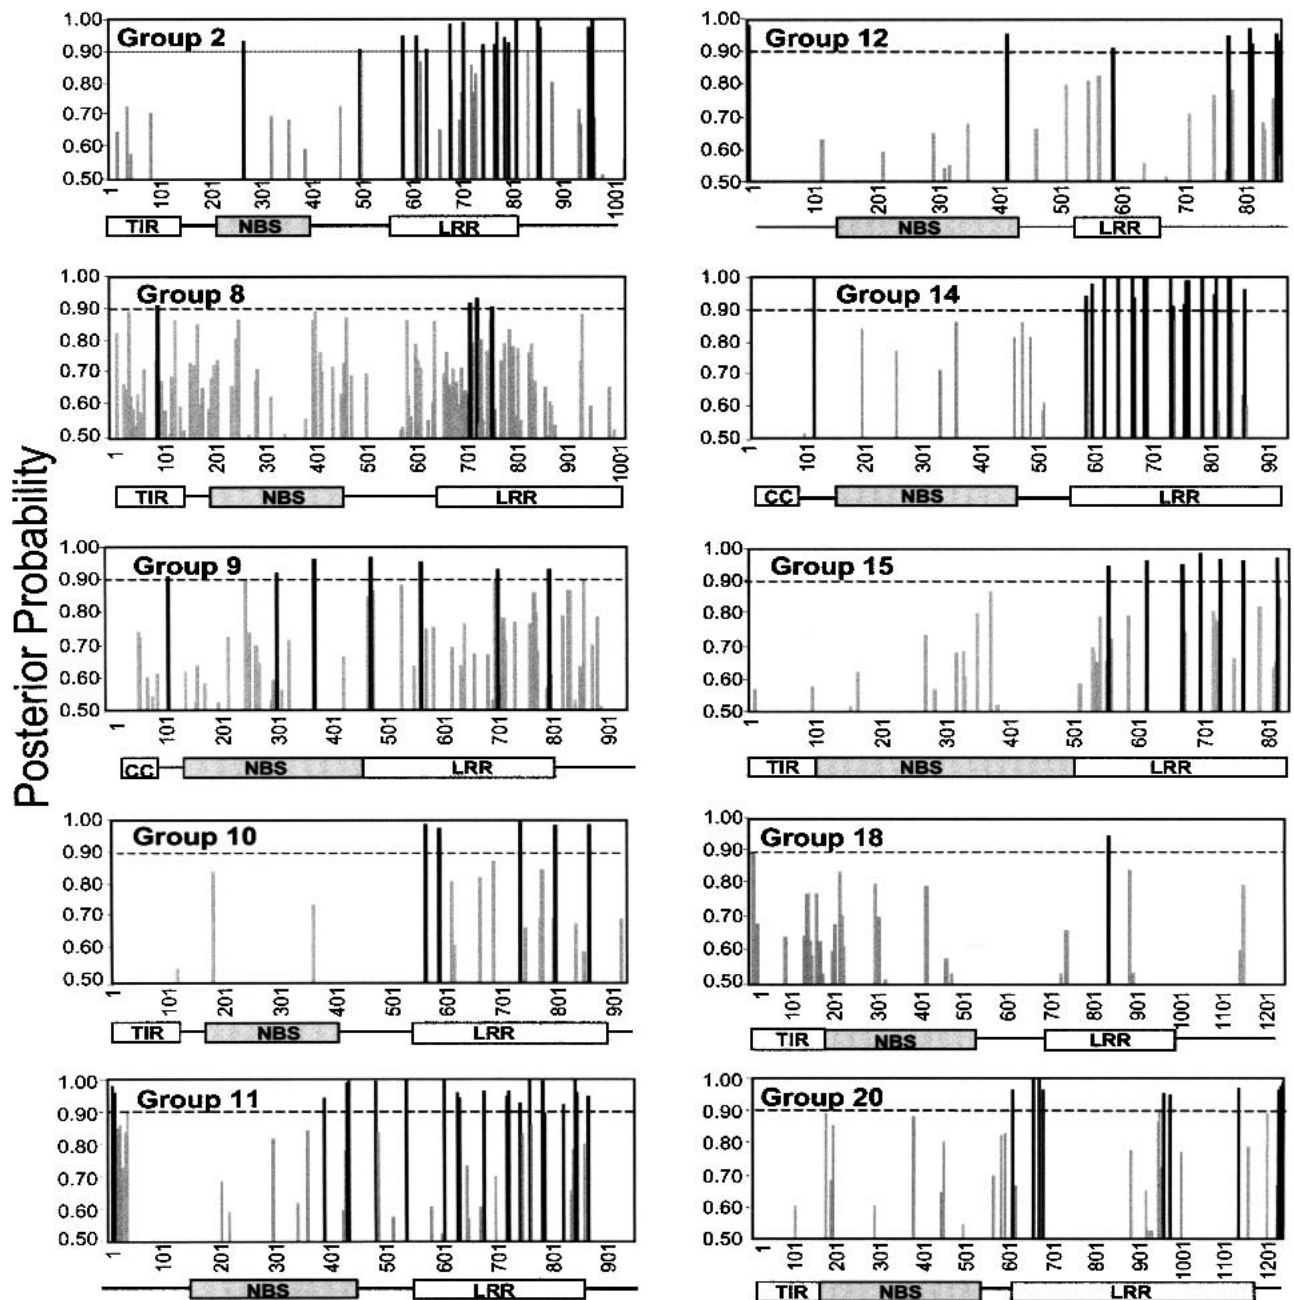 Posterior Probability
Group 2
1.00
0.90
0.80
0.70
0.60
0.50
1 101 201 301 401 501 601 701 801 901 1001
TIR NBS LRR
Group 8
1.00
0.90
0.80
0.70
0.60
0.50
1 101 201 301 401 501 601 701 801 901 1001
TIR NBS LRR
Group 9
1.00
0.90
0.80
0.70
0.60
0.50
1 101 201 301 401 501 601 701 801 901
CC NBS LRR
Group 10
1.00
0.90
0.80
0.70
0.60
0.50
1 101 201 301 401 501 601 701 801 901
TIR NBS LRR
Group 11
1.00
0.90
0.80
0.70
0.60
0.50
1 101 201 301 401 501 601 701 801 901
NBS LRR
Group 12
1.00
0.90
0.80
0.70
0.60
0.50
1 101 201 301 401 501 601 701 801
NBS LRR
Group 14
1.00
0.90
0.80
0.70
0.60
0.50
1 101 201 301 401 501 601 701 801 901
CC NBS LRR
Group 15
1.00
0.90
0.80
0.70
0.60
0.50
1 101 201 301 401 501 601 701 801
TIR NBS LRR
Group 18
1.00
0.90
0.80
0.70
0.60
0.50
1 101 201 301 401 501 601 701 801 901 1001 1101 1201
TIR NBS LRR
Group 20
1.00
0.90
0.80
0.70
0.60
0.50
1 101 201 301 401 501 601 701 801 901 1001 1101 1201
TIR NBS LRR